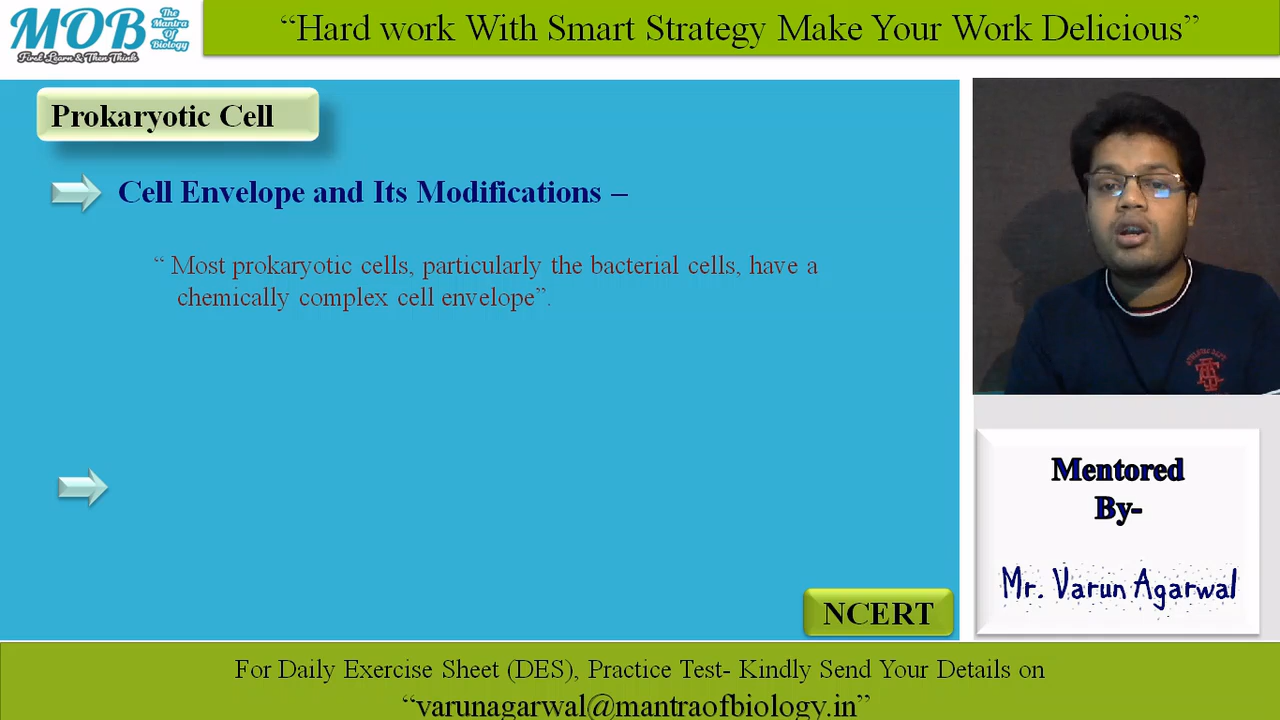 MOB The Mantra Of Biology
First Learn & Then Think
“Hard work With Smart Strategy Make Your Work Delicious”
Prokaryotic Cell
Cell Envelope and Its Modifications –
“ Most prokaryotic cells, particularly the bacterial cells, have a
chemically complex cell envelope”.
Mentored
By-
Mr. Varun Agarwal
NCERT
For Daily Exercise Sheet (DES), Practice Test- Kindly Send Your Details on
“varunagarwal@mantraofbiology.in”